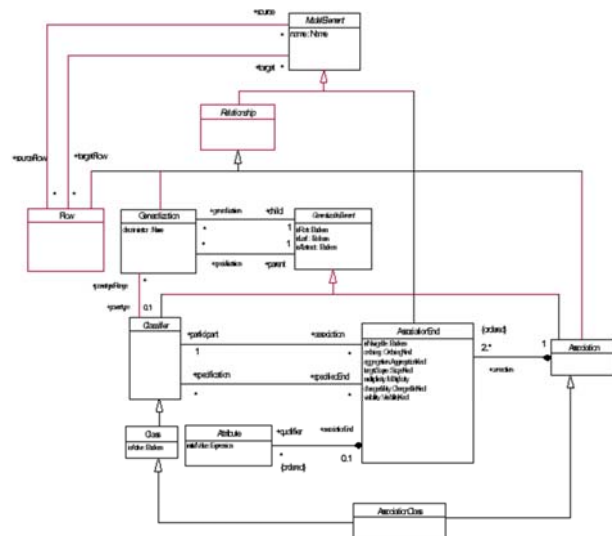 +source
ModelElement
name : Name
*
+target
*
Relationship
+sourceFlow
+targetFlow
*
*
Flow
Generalization
discriminator : Name
+generalization
+child
*
1
*
1
+specialization
+parent
GeneralizableElement
isRoot : Boolean
isLeaf : Boolean
isAbstract : Boolean
*
+powertypeRange
+powertype
0..1
Classifier
+participant
+association
1
*
+specification
+specifiedEnd
*
*
AssociationEnd
isNavigable : Boolean
ordering : OrderingKind
aggregation : AggregationKind
targetScope : ScopeKind
multiplicity : Multiplicity
changeability : ChangeableKind
visibility : VisibilityKind
{ordered}
2..*
1
+connection
Association
Class
isActive : Boolean
Attribute
initialValue : Expression
+qualifier
+associationEnd
*
{ordered}
0..1
AssociationClass